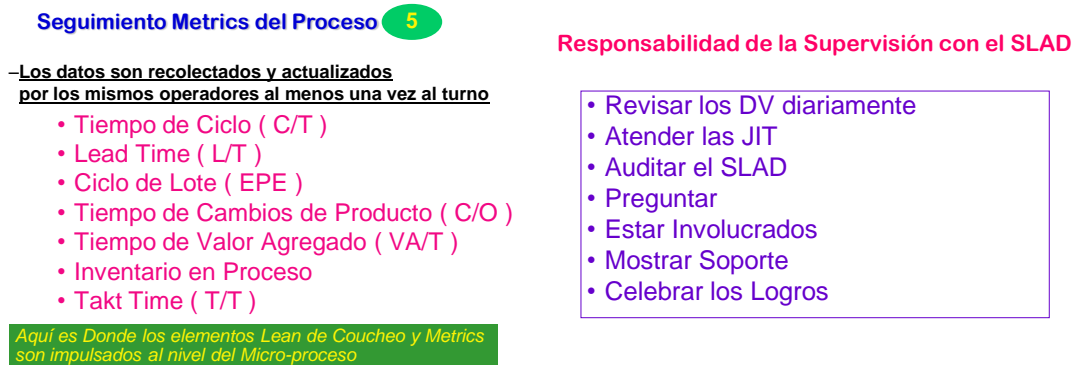 Seguimiento Metrics del Proceso 5
–Los datos son recolectados y actualizados
por los mismos operadores al menos una vez al turno
• Tiempo de Ciclo ( C/T )
• Lead Time ( L/T )
• Ciclo de Lote ( EPE )
• Tiempo de Cambios de Producto ( C/O )
• Tiempo de Valor Agregado ( VA/T )
• Inventario en Proceso
• Takt Time ( T/T )
Aquí es Donde los elementos Lean de Coucheo y Metrics
son impulsados al nivel del Micro-proceso
Responsabilidad de la Supervisión con el SLAD
• Revisar los DV diariamente
• Atender las JIT
• Auditar el SLAD
• Preguntar
• Estar Involucrados
• Mostrar Soporte
• Celebrar los Logros